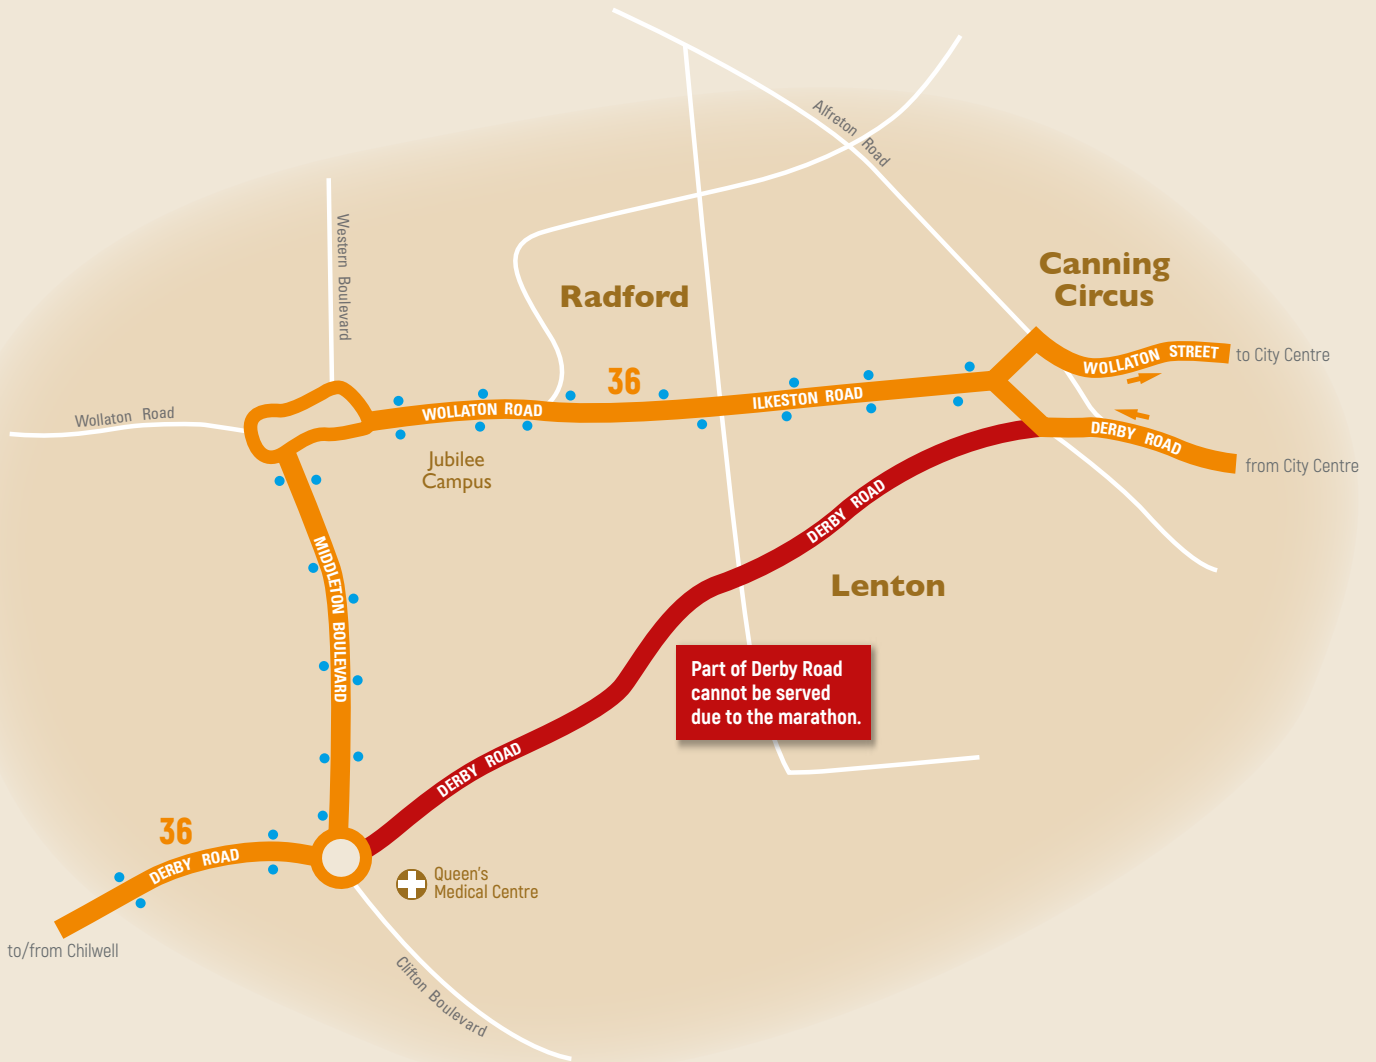 Alfreton Road
Western Boulevard
Canning
Circus
Radford
WOLLATON STREET
to City Centre
36
Wollaton Road
WOLLATON ROAD
ILKESTON ROAD
DERBY ROAD
from City Centre
Jubilee
Campus
DERBY ROAD
MIDDLETON BOULEVARD
Lenton
Part of Derby Road
cannot be served
due to the marathon.
DERBY ROAD
36
DERBY ROAD
Queen's
Medical Centre
to/from Chilwell
Clifton Boulevard